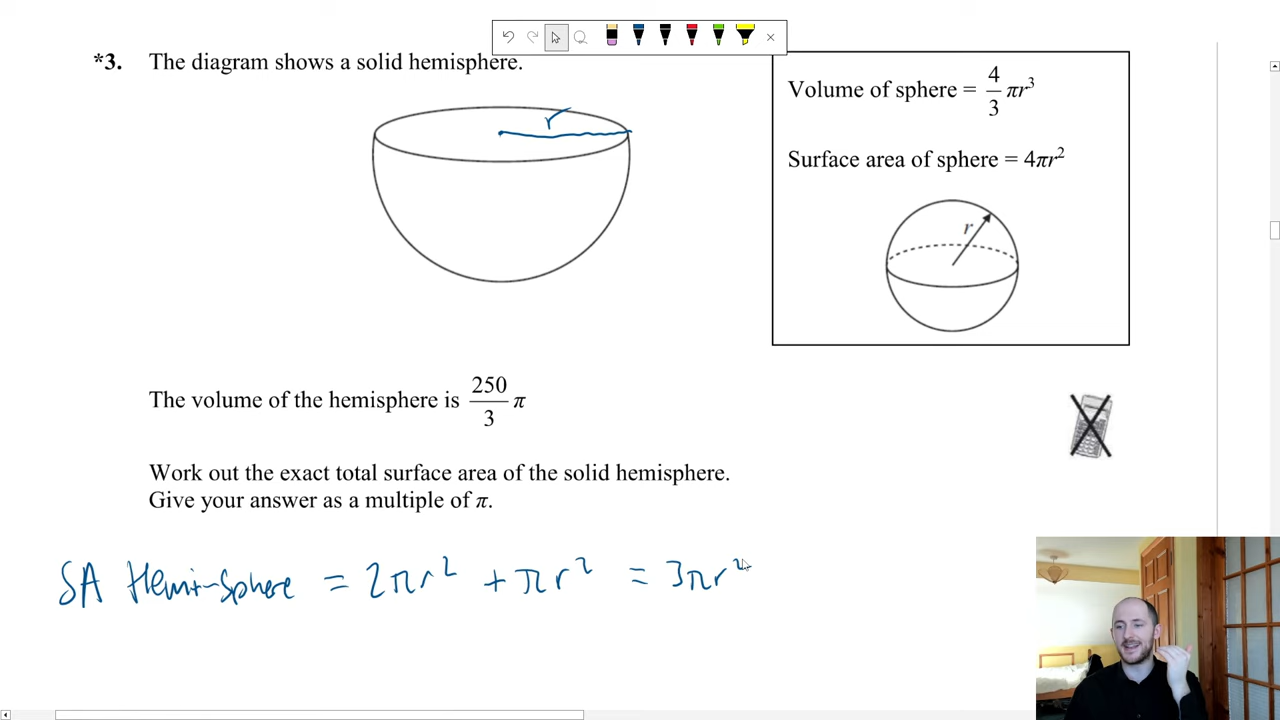 *3. The diagram shows a solid hemisphere.
r
Volume of sphere = 4/3 πr³
Surface area of sphere = 4πr²
r
The volume of the hemisphere is 250/3 π
Work out the exact total surface area of the solid hemisphere.
Give your answer as a multiple of π.
SA Hemi-sphere = 2πr² + πr² = 3πr²